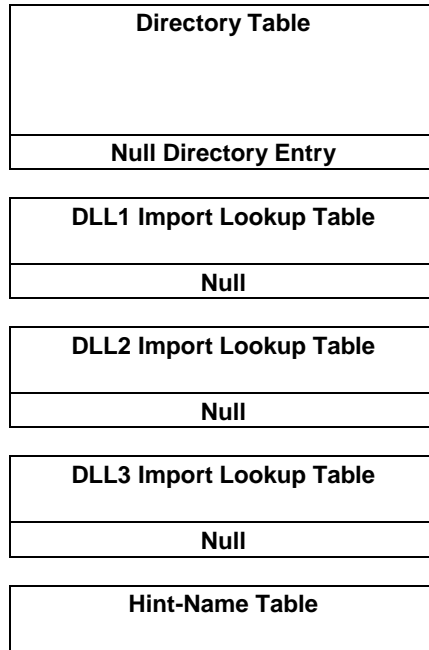 Directory Table
Null Directory Entry
DLL1 Import Lookup Table
Null
DLL2 Import Lookup Table
Null
DLL3 Import Lookup Table
Null
Hint-Name Table